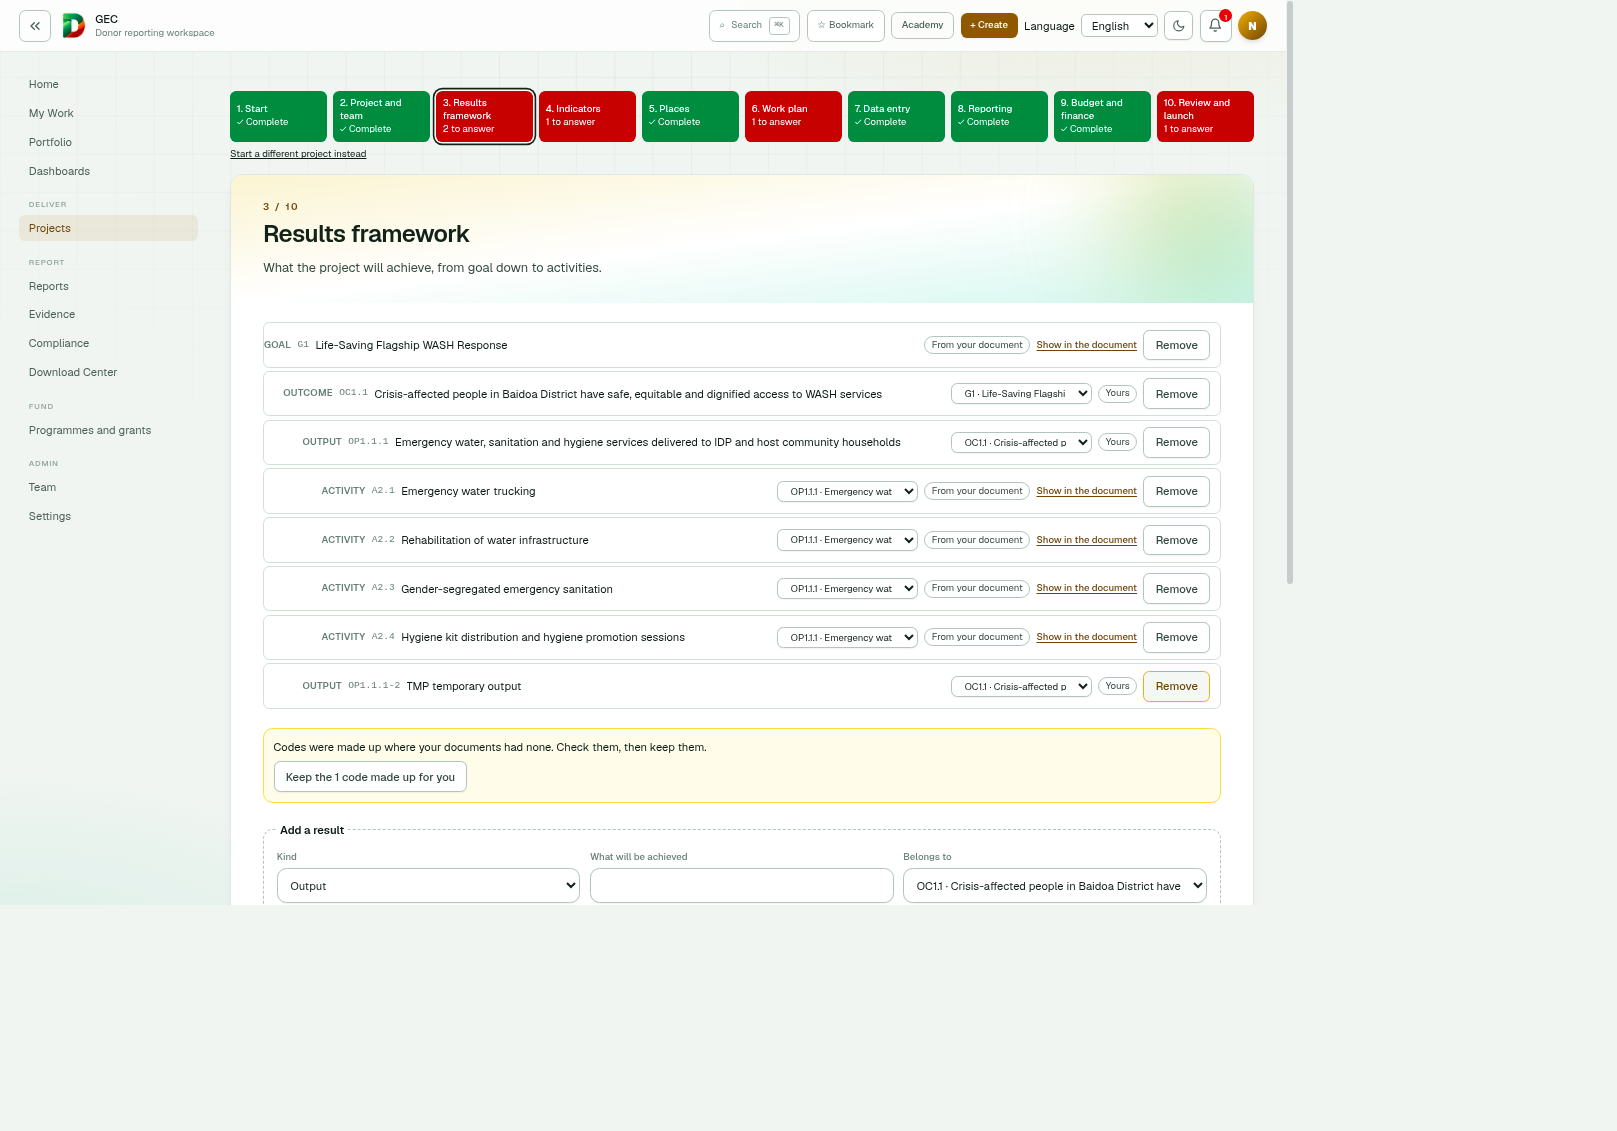 GEC
Donor reporting workspace
Search ⌘K
☆ Bookmark
Academy
+ Create
Language
English
1
N
Home
My Work
Portfolio
Dashboards
DELIVER
Projects
REPORT
Reports
Evidence
Compliance
Download Center
FUND
Programmes and grants
ADMIN
Team
Settings
1. Start
✓ Complete
2. Project and
team
✓ Complete
3. Results
framework
2 to answer
4. Indicators
1 to answer
5. Places
✓ Complete
6. Work plan
1 to answer
7. Data entry
✓ Complete
8. Reporting
✓ Complete
9. Budget and
finance
✓ Complete
10. Review and
launch
1 to answer
Start a different project instead
3 / 10
Results framework
What the project will achieve, from goal down to activities.
GOAL G1 Life-Saving Flagship WASH Response From your document Show in the document Remove
OUTCOME OC1.1 Crisis-affected people in Baidoa District have safe, equitable and dignified access to WASH services G1 · Life-Saving Flagshi Yours Remove
OUTPUT OP1.1.1 Emergency water, sanitation and hygiene services delivered to IDP and host community households OC1.1 · Crisis-affected p Yours Remove
ACTIVITY A2.1 Emergency water trucking OP1.1.1 · Emergency wat From your document Show in the document Remove
ACTIVITY A2.2 Rehabilitation of water infrastructure OP1.1.1 · Emergency wat From your document Show in the document Remove
ACTIVITY A2.3 Gender-segregated emergency sanitation OP1.1.1 · Emergency wat From your document Show in the document Remove
ACTIVITY A2.4 Hygiene kit distribution and hygiene promotion sessions OP1.1.1 · Emergency wat From your document Show in the document Remove
OUTPUT OP1.1.1-2 TMP temporary output OC1.1 · Crisis-affected p Yours Remove
Codes were made up where your documents had none. Check them, then keep them.
Keep the 1 code made up for you
Add a result
Kind
What will be achieved
Belongs to
Output
OC1.1 · Crisis-affected people in Baidoa District have